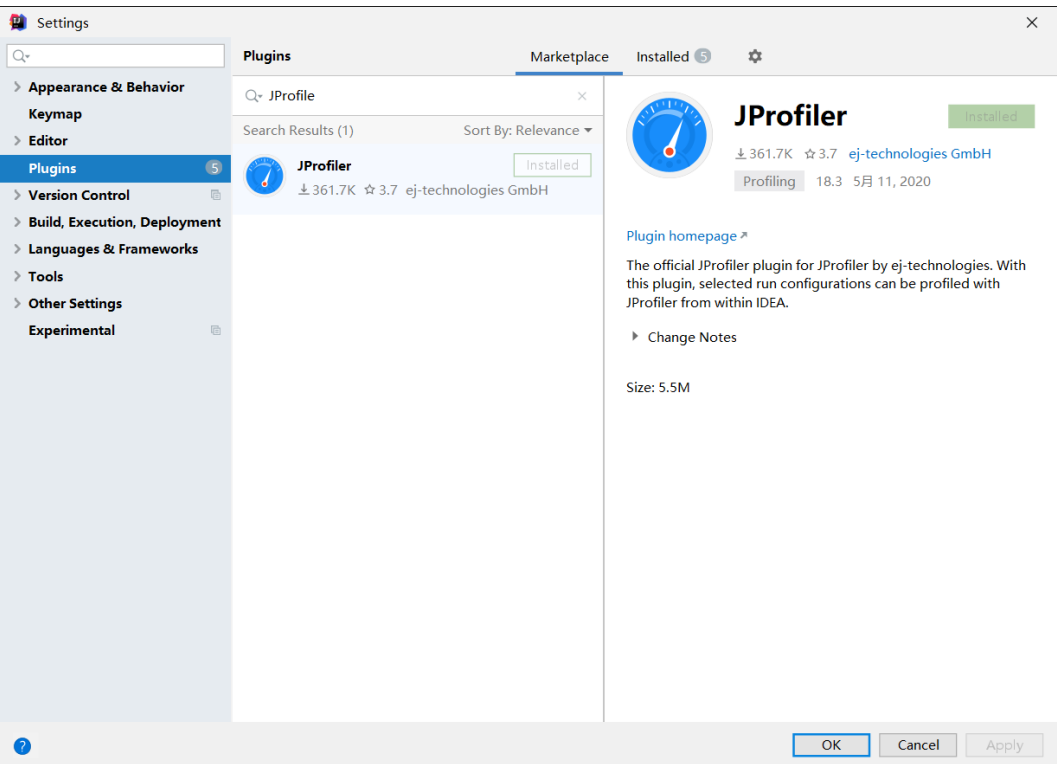 Settings
Plugins
Marketplace
Installed 5
Appearance & Behavior
Keymap
Editor
Plugins 5
Version Control
Build, Execution, Deployment
Languages & Frameworks
Tools
Other Settings
Experimental
JProfile
Search Results (1) Sort By: Relevance
JProfiler Installed
361.7K 3.7 ej-technologies GmbH
JProfiler Installed
361.7K 3.7 ej-technologies GmbH
Profiling 18.3 5月 11, 2020
Plugin homepage
The official JProfiler plugin for JProfiler by ej-technologies. With
this plugin, selected run configurations can be profiled with
JProfiler from within IDEA.
Change Notes
Size: 5.5M
?
OK Cancel Apply